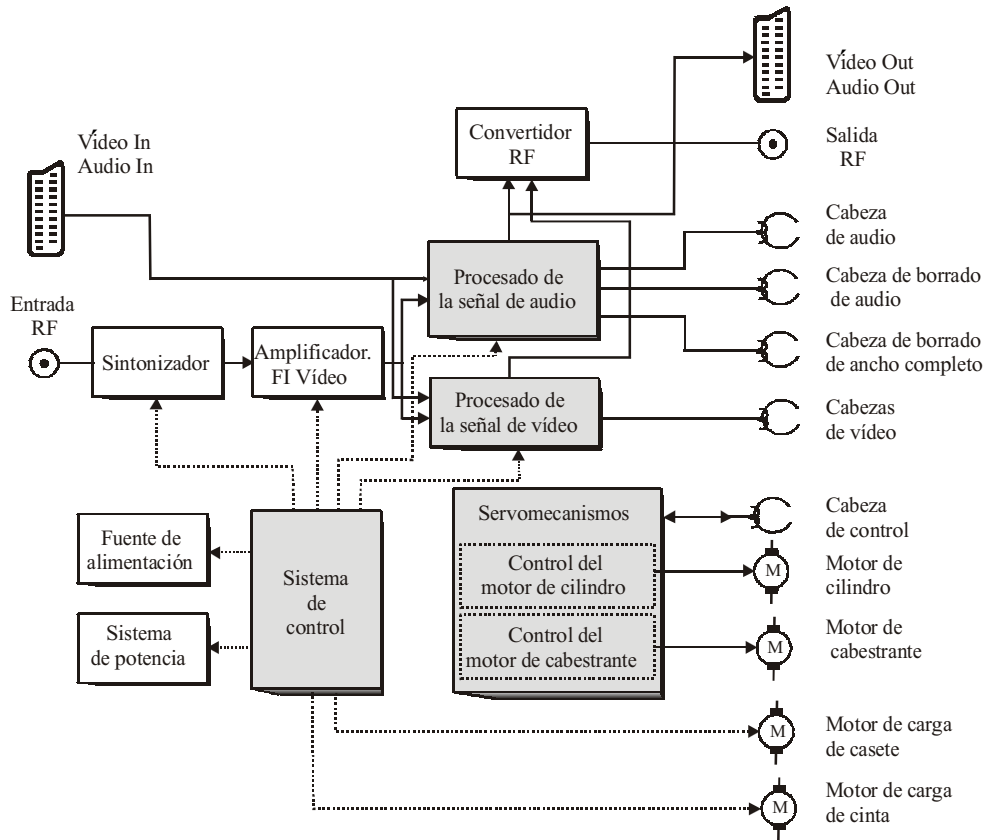 Vídeo Out
Audio Out
Convertidor
RF
Salida
RF
Vídeo In
Audio In
Cabeza
de audio
Procesado de
la señal de audio
Cabeza de borrado
de audio
Entrada
RF
Sintonizador
Amplificador.
FI Vídeo
Cabeza de borrado
de ancho completo
Procesado de
la señal de vídeo
Cabezas
de vídeo
Servomecanismos
Cabeza
de control
Fuente de
alimentación
Sistema
de
control
Control del
motor de cilindro
M
Motor de
cilindro
Sistema
de potencia
Control del
motor de cabestrante
M
Motor de
cabestrante
M
Motor de carga
de casete
M
Motor de carga
de cinta